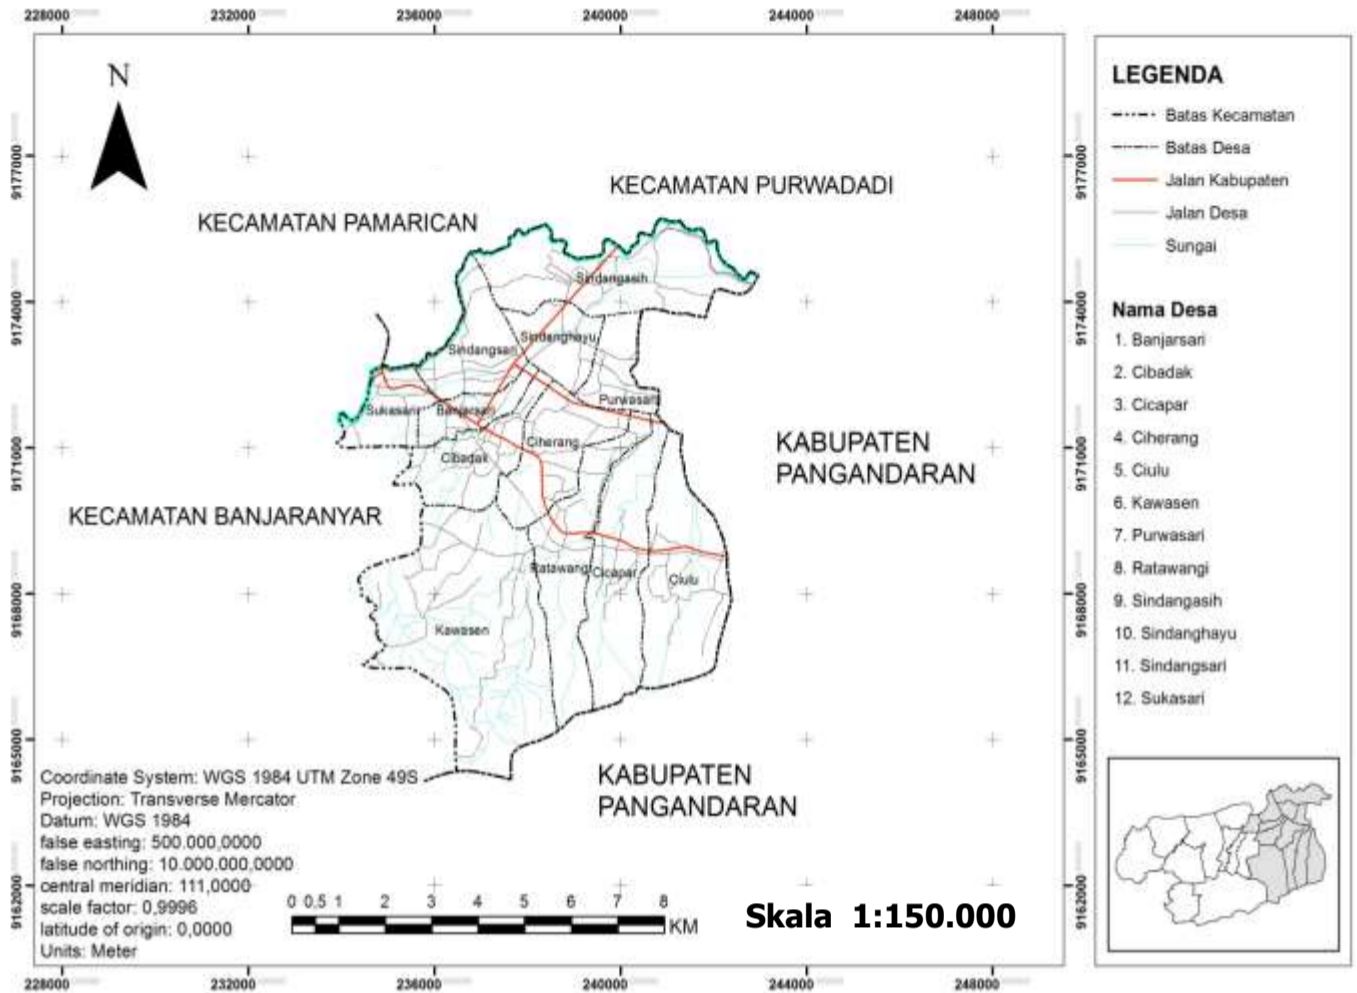 228000 232000 236000 240000 244000 248000
N
9177000 9177000
KECAMATAN PURWADADI
KECAMATAN PAMARICAN
Sindangasih
9174000 9174000
Sindanghayu
Sindangsari
Purwasari
Sukasari
Banjarsari
Ciherang
KABUPATEN
PANGANDARAN
9171000 9171000
Cibadak
KECAMATAN BANJARANYAR
Ratawangi
Cicapar
Ciulu
9168000 9168000
Kawasen
9165000 9165000
KABUPATEN
PANGANDARAN
Coordinate System: WGS 1984 UTM Zone 49S
Projection: Transverse Mercator
Datum: WGS 1984
false easting: 500.000,0000
false northing: 10.000.000,0000
central meridian: 111,0000
scale factor: 0,9996
latitude of origin: 0,0000
Units: Meter
9162000 9162000
0 0,5 1 2 3 4 5 6 7 8
KM
Skala 1:150.000
228000 232000 236000 240000 244000 248000
LEGENDA
Batas Kecamatan
Batas Desa
Jalan Kabupaten
Jalan Desa
Sungai
Nama Desa
1. Banjarsari
2. Cibadak
3. Cicapar
4. Ciherang
5. Ciulu
6. Kawasen
7. Purwasari
8. Ratawangi
9. Sindangasih
10. Sindanghayu
11. Sindangsari
12. Sukasari